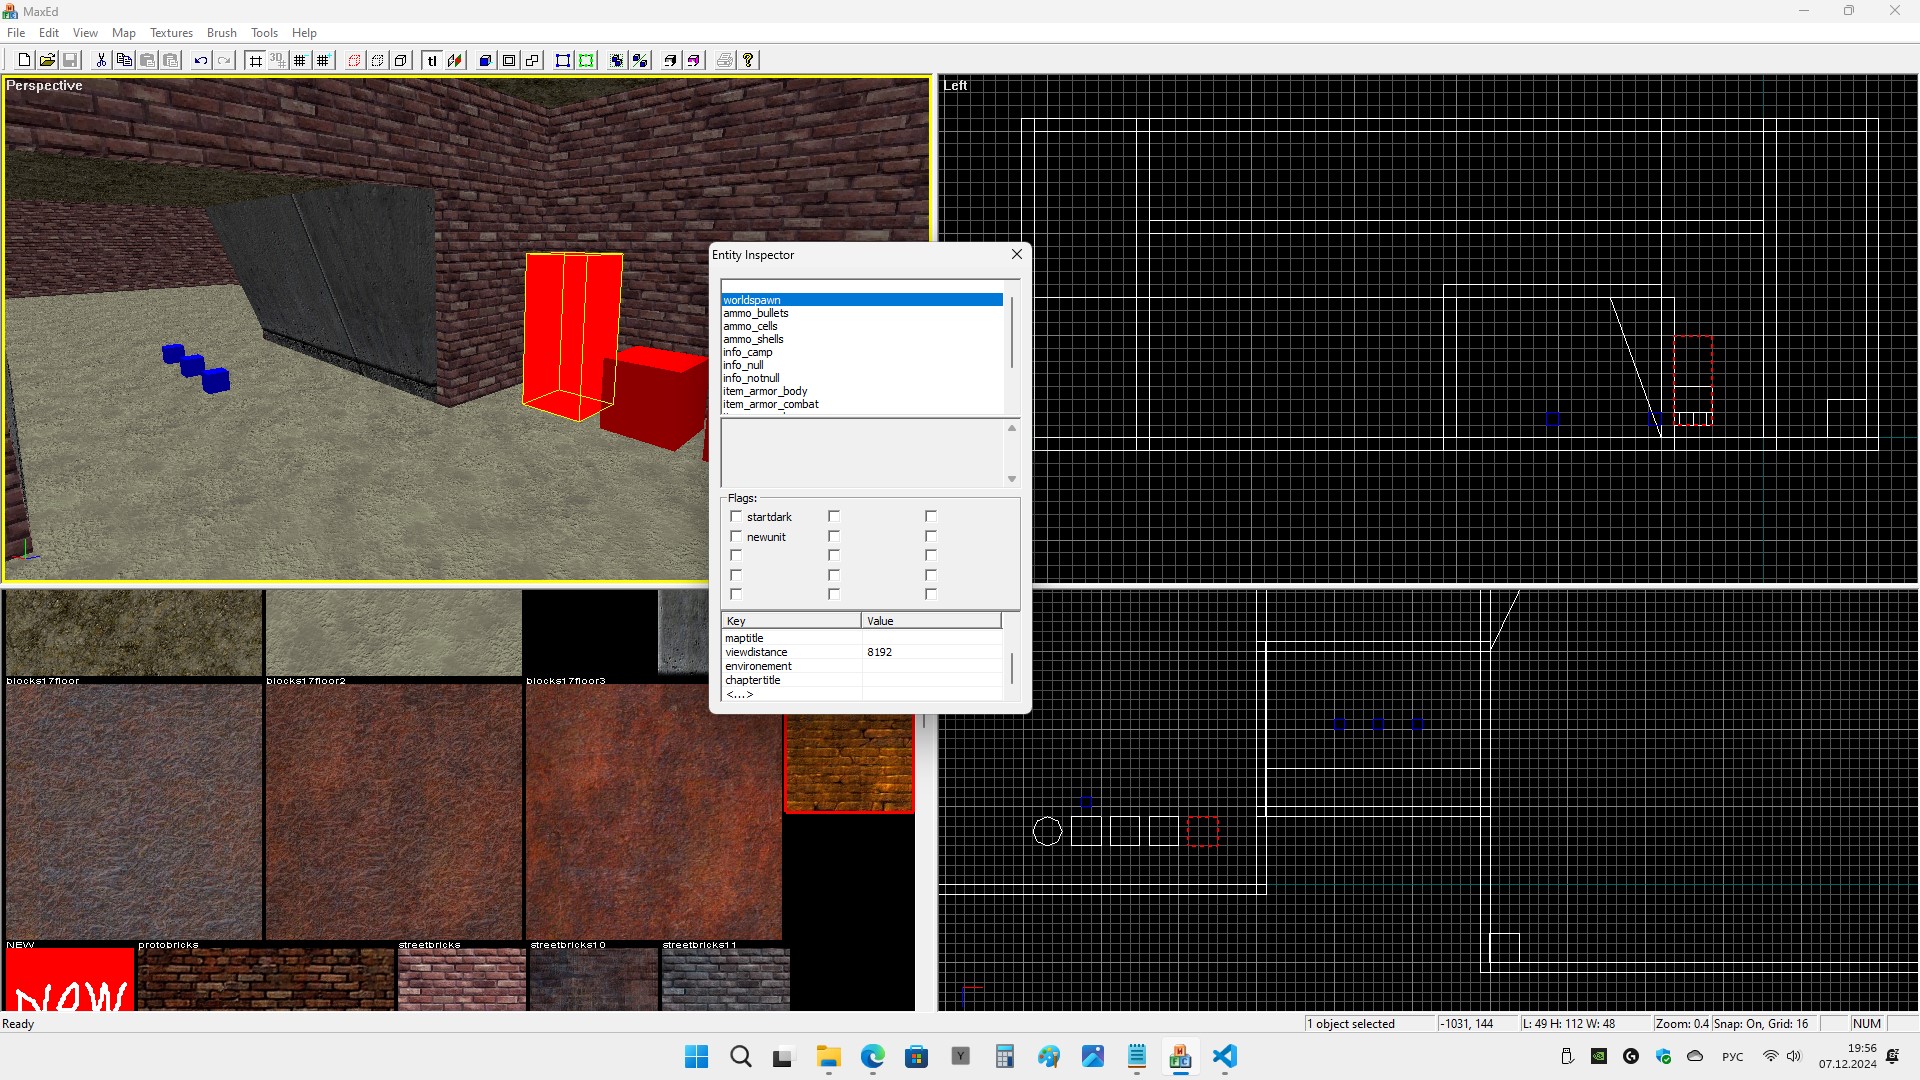 MaxEd
File Edit View Map Textures Brush Tools Help
3D tl
Perspective
Left
Entity Inspector
worldspawn
ammo_bullets
ammo_cells
ammo_shells
info_camp
info_null
info_notnull
item_armor_body
item_armor_combat
Flags:
startdark
newunit
Key Value
maptitle
viewdistance 8192
environement
chaptertitle
<...>
blocks17floor blocks17floor2 blocks17floor3
NEW protobricks streetbricks streetbricks10 streetbricks11
NEW
Ready 1 object selected -1031, 144 L: 49 H: 112 W: 48 Zoom: 0.4 Snap: On, Grid: 16 NUM
Y
РУС
19:56
07.12.2024